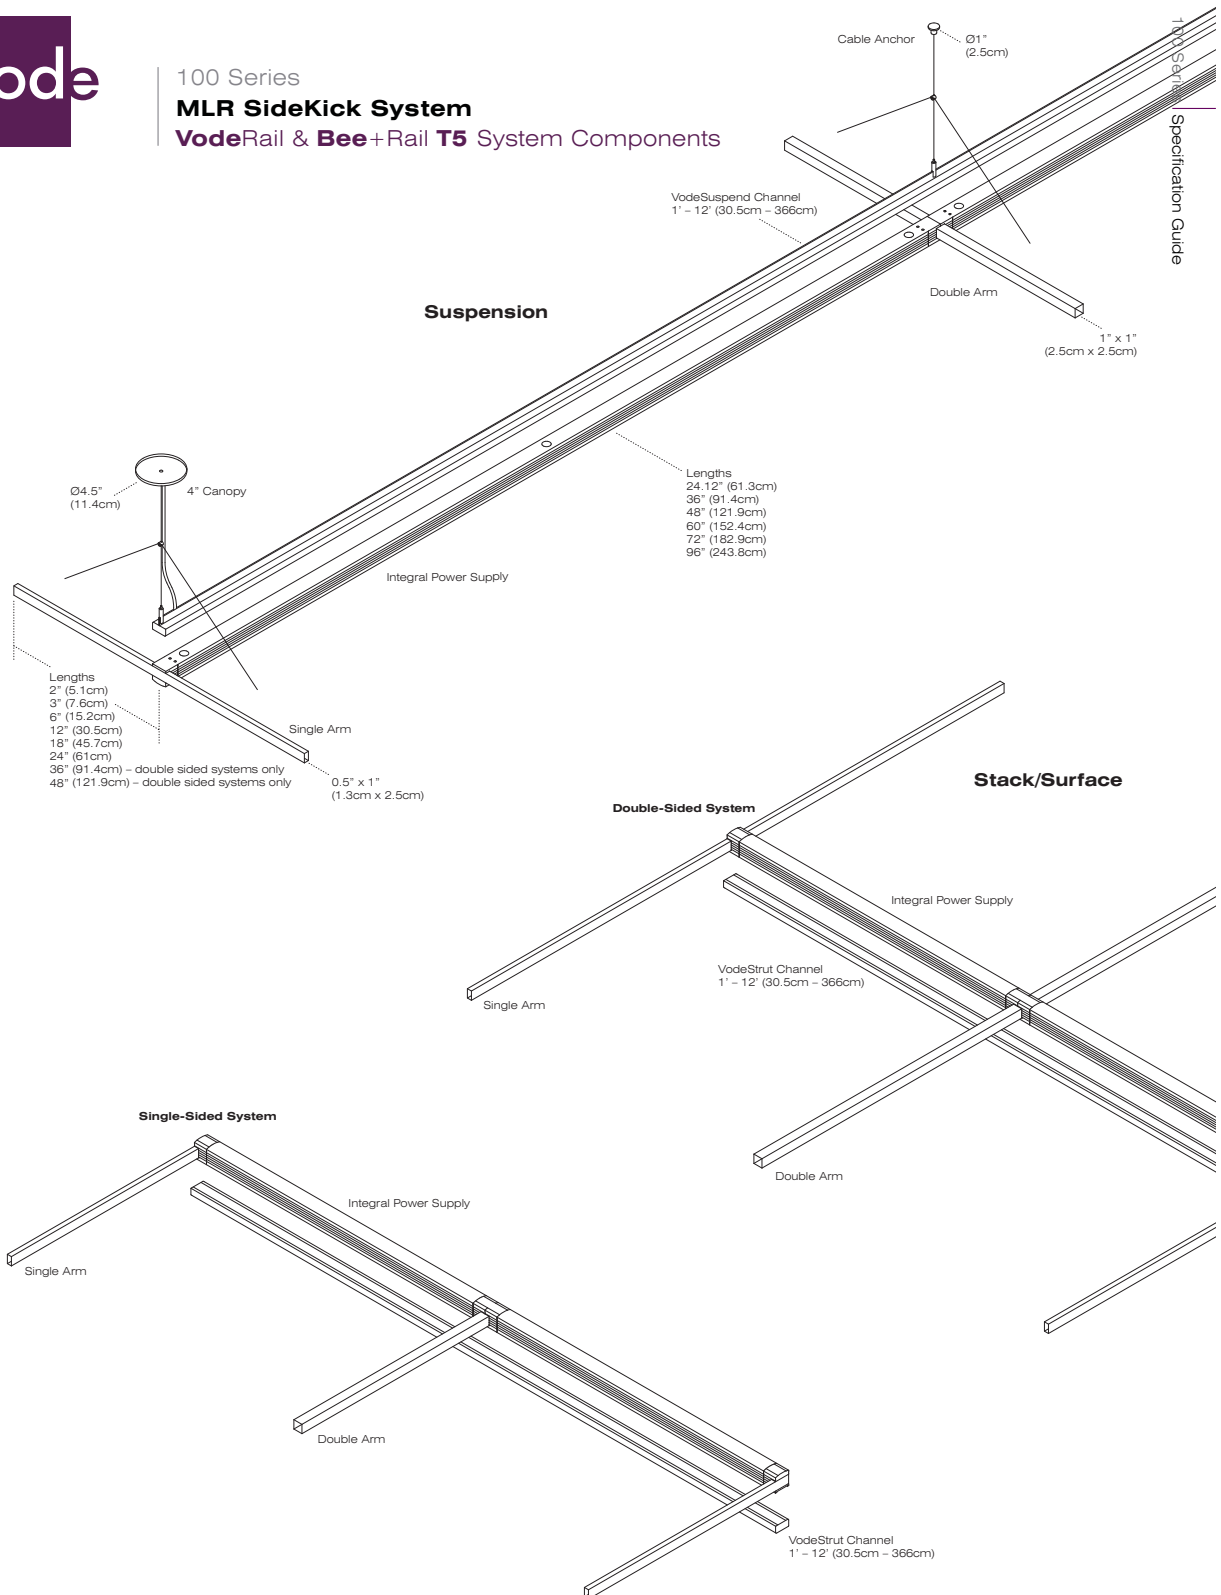 ode
100 Series
MLR SideKick System
VodeRail & Bee+Rail T5 System Components
100 Series
Specification Guide
Cable Anchor
Ø1”
(2.5cm)
VodeSuspend Channel
1’ – 12’ (30.5cm – 366cm)
Suspension
Double Arm
1” x 1”
(2.5cm x 2.5cm)
Ø4.5”
(11.4cm)
4” Canopy
Lengths
24.12” (61.3cm)
36” (91.4cm)
48” (121.9cm)
60” (152.4cm)
72” (182.9cm)
96” (243.8cm)
Integral Power Supply
Lengths
2” (5.1cm)
3” (7.6cm)
6” (15.2cm)
12” (30.5cm)
18” (45.7cm)
24” (61cm)
36” (91.4cm) – double sided systems only
48” (121.9cm) – double sided systems only
Single Arm
0.5” x 1”
(1.3cm x 2.5cm)
Stack/Surface
Double-Sided System
Integral Power Supply
VodeStrut Channel
1’ – 12’ (30.5cm – 366cm)
Single Arm
Double Arm
Single-Sided System
Integral Power Supply
Single Arm
Double Arm
VodeStrut Channel
1’ – 12’ (30.5cm – 366cm)